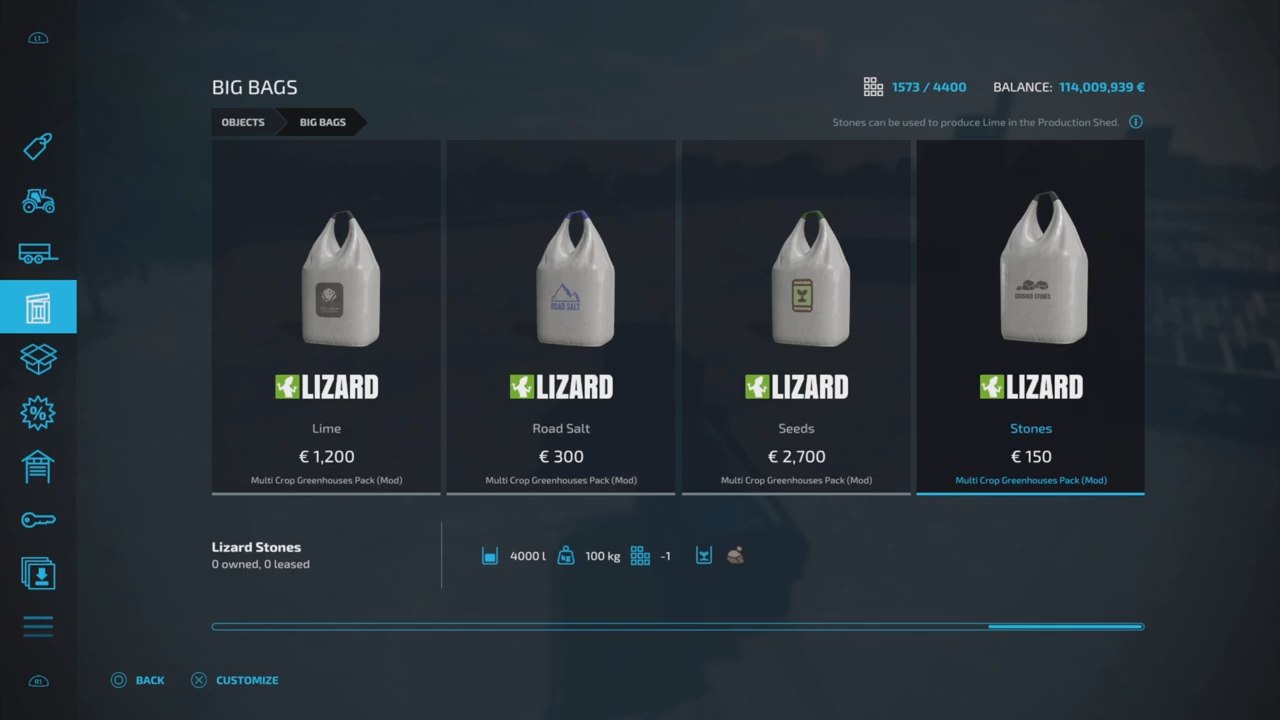 L1
BIG BAGS
1573 / 4400
BALANCE: 114,009,939 €
OBJECTS
BIG BAGS
Stones can be used to produce Lime in the Production Shed.
ROAD SALT
CRUSHED STONES
LIZARD
LIZARD
LIZARD
LIZARD
Lime
Road Salt
Seeds
Stones
€ 1,200
€ 300
€ 2,700
€ 150
Multi Crop Greenhouses Pack (Mod)
Multi Crop Greenhouses Pack (Mod)
Multi Crop Greenhouses Pack (Mod)
Multi Crop Greenhouses Pack (Mod)
Lizard Stones
0 owned, 0 leased
4000 l
kg
100 kg
-1
R1
BACK
CUSTOMIZE